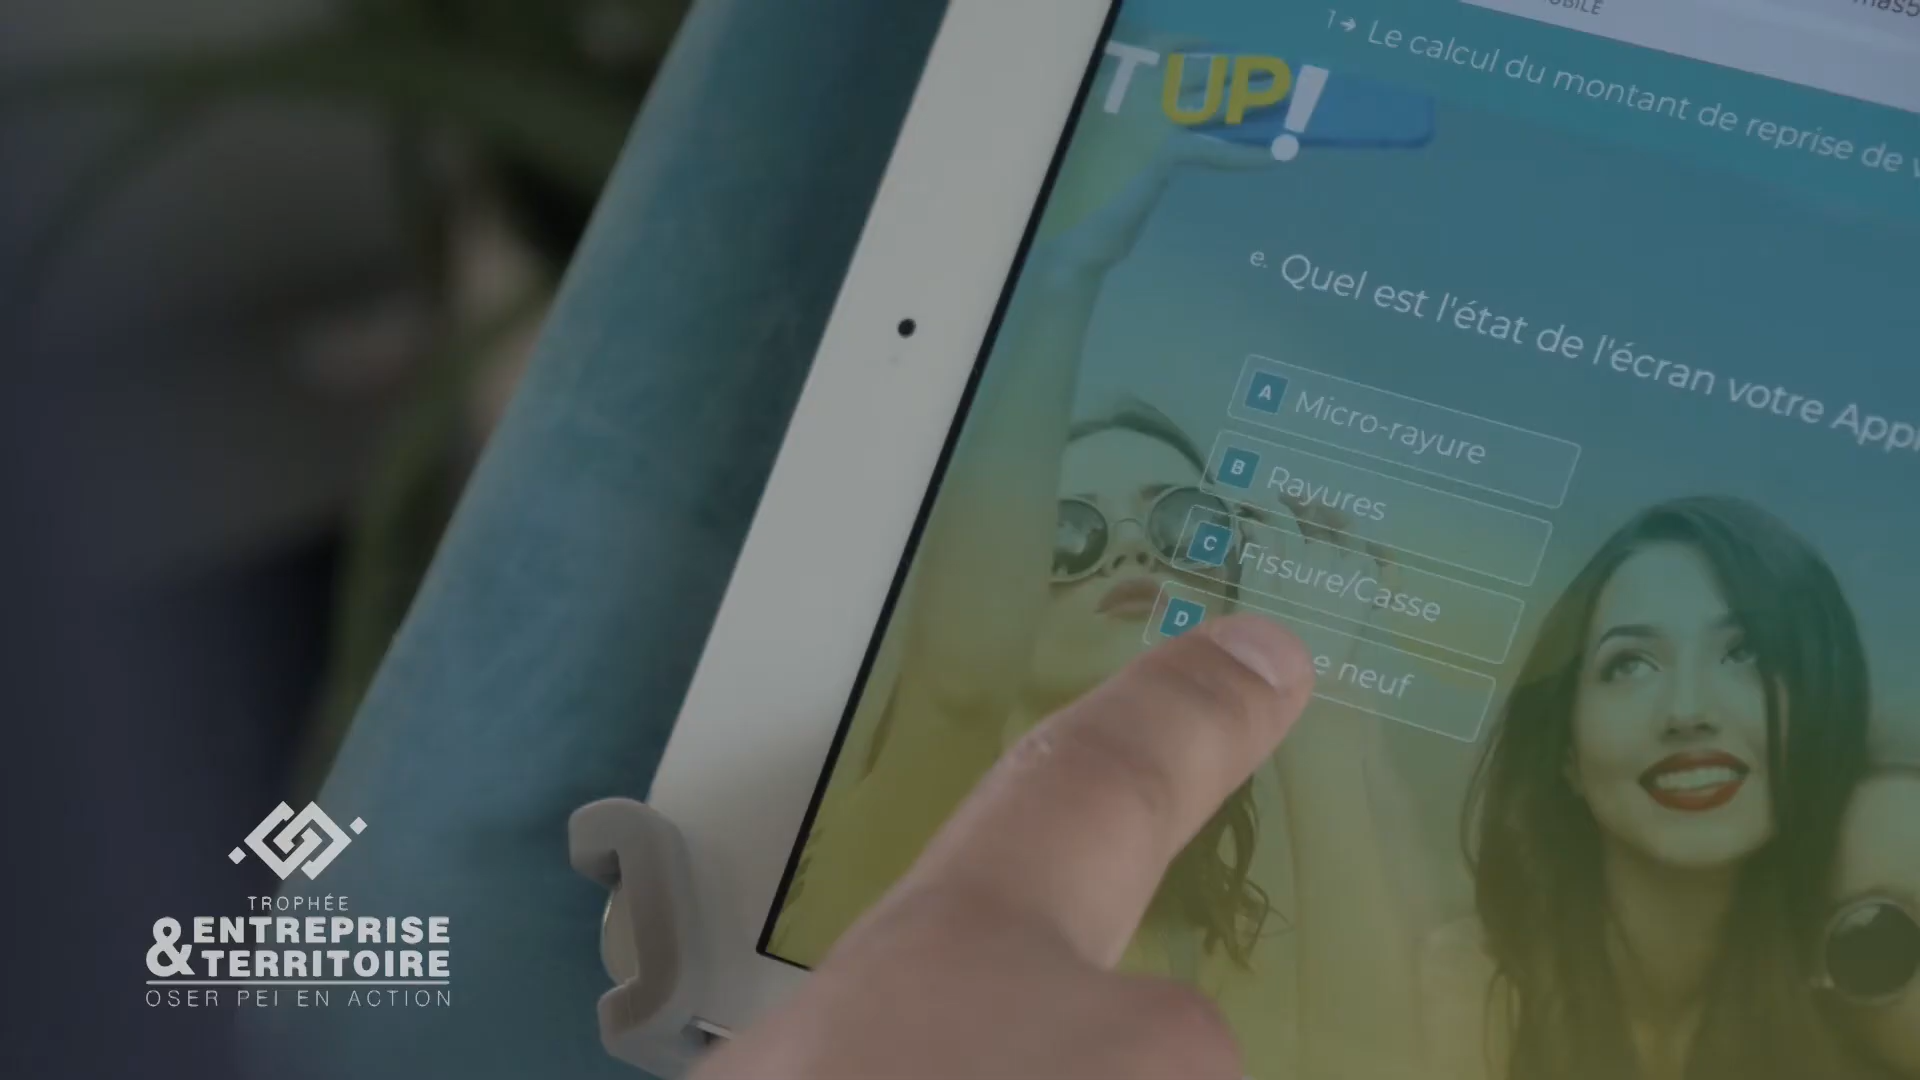 1 → Le calcul du montant de reprise de
T UP!
e. Quel est l'état de l'écran votre
A Micro-rayure
B Rayures
C Fissure/Casse
D
neuf
TROPHÉE
& ENTREPRISE
TERRITOIRE
OSER PEI EN ACTION